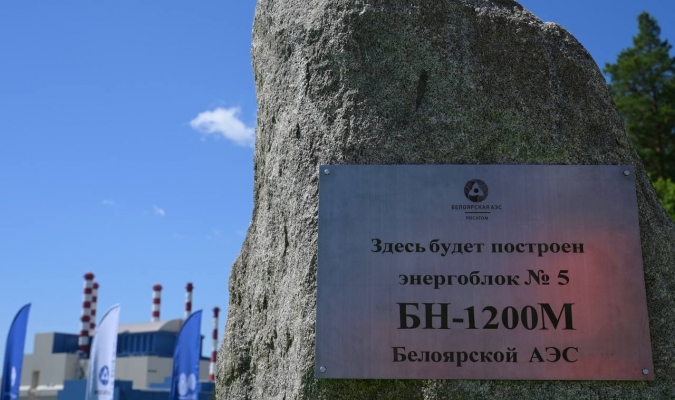 БЕЛОЯРСКАЯ АЭС
РОСАТОМ
Здесь будет построен
энергоблок № 5
БН-1200М
Белоярской АЭС